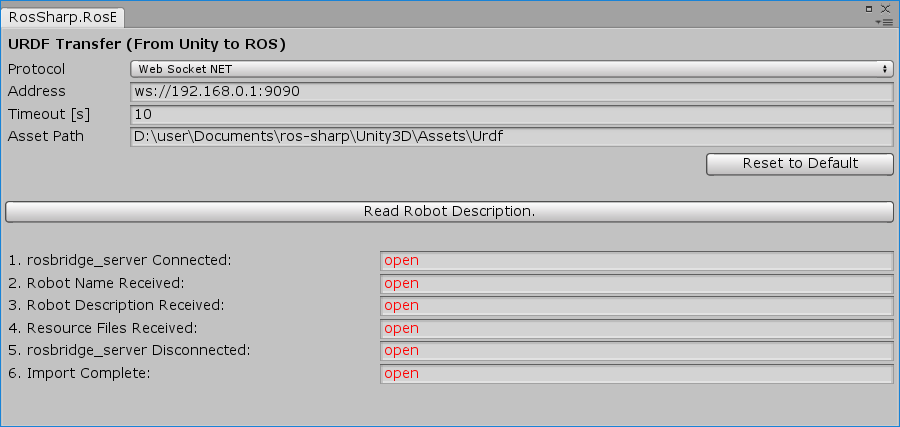 RosSharp.RosE
URDF Transfer (From Unity to ROS)
Protocol Web Socket NET
Address ws://192.168.0.1:9090
Timeout [s] 10
Asset Path D:\user\Documents\ros-sharp\Unity3D\Assets\Urdf
Reset to Default
Read Robot Description.
1. rosbridge_server Connected: open
2. Robot Name Received: open
3. Robot Description Received: open
4. Resource Files Received: open
5. rosbridge_server Disconnected: open
6. Import Complete: open